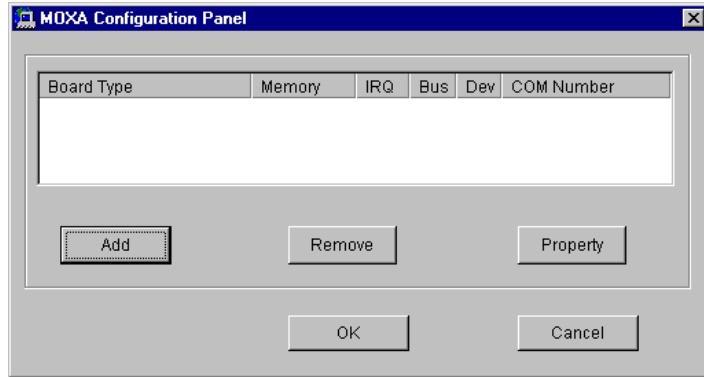 MOXA Configuration Panel
Board Type Memory IRQ Bus Dev COM Number
Add Remove Property
OK Cancel